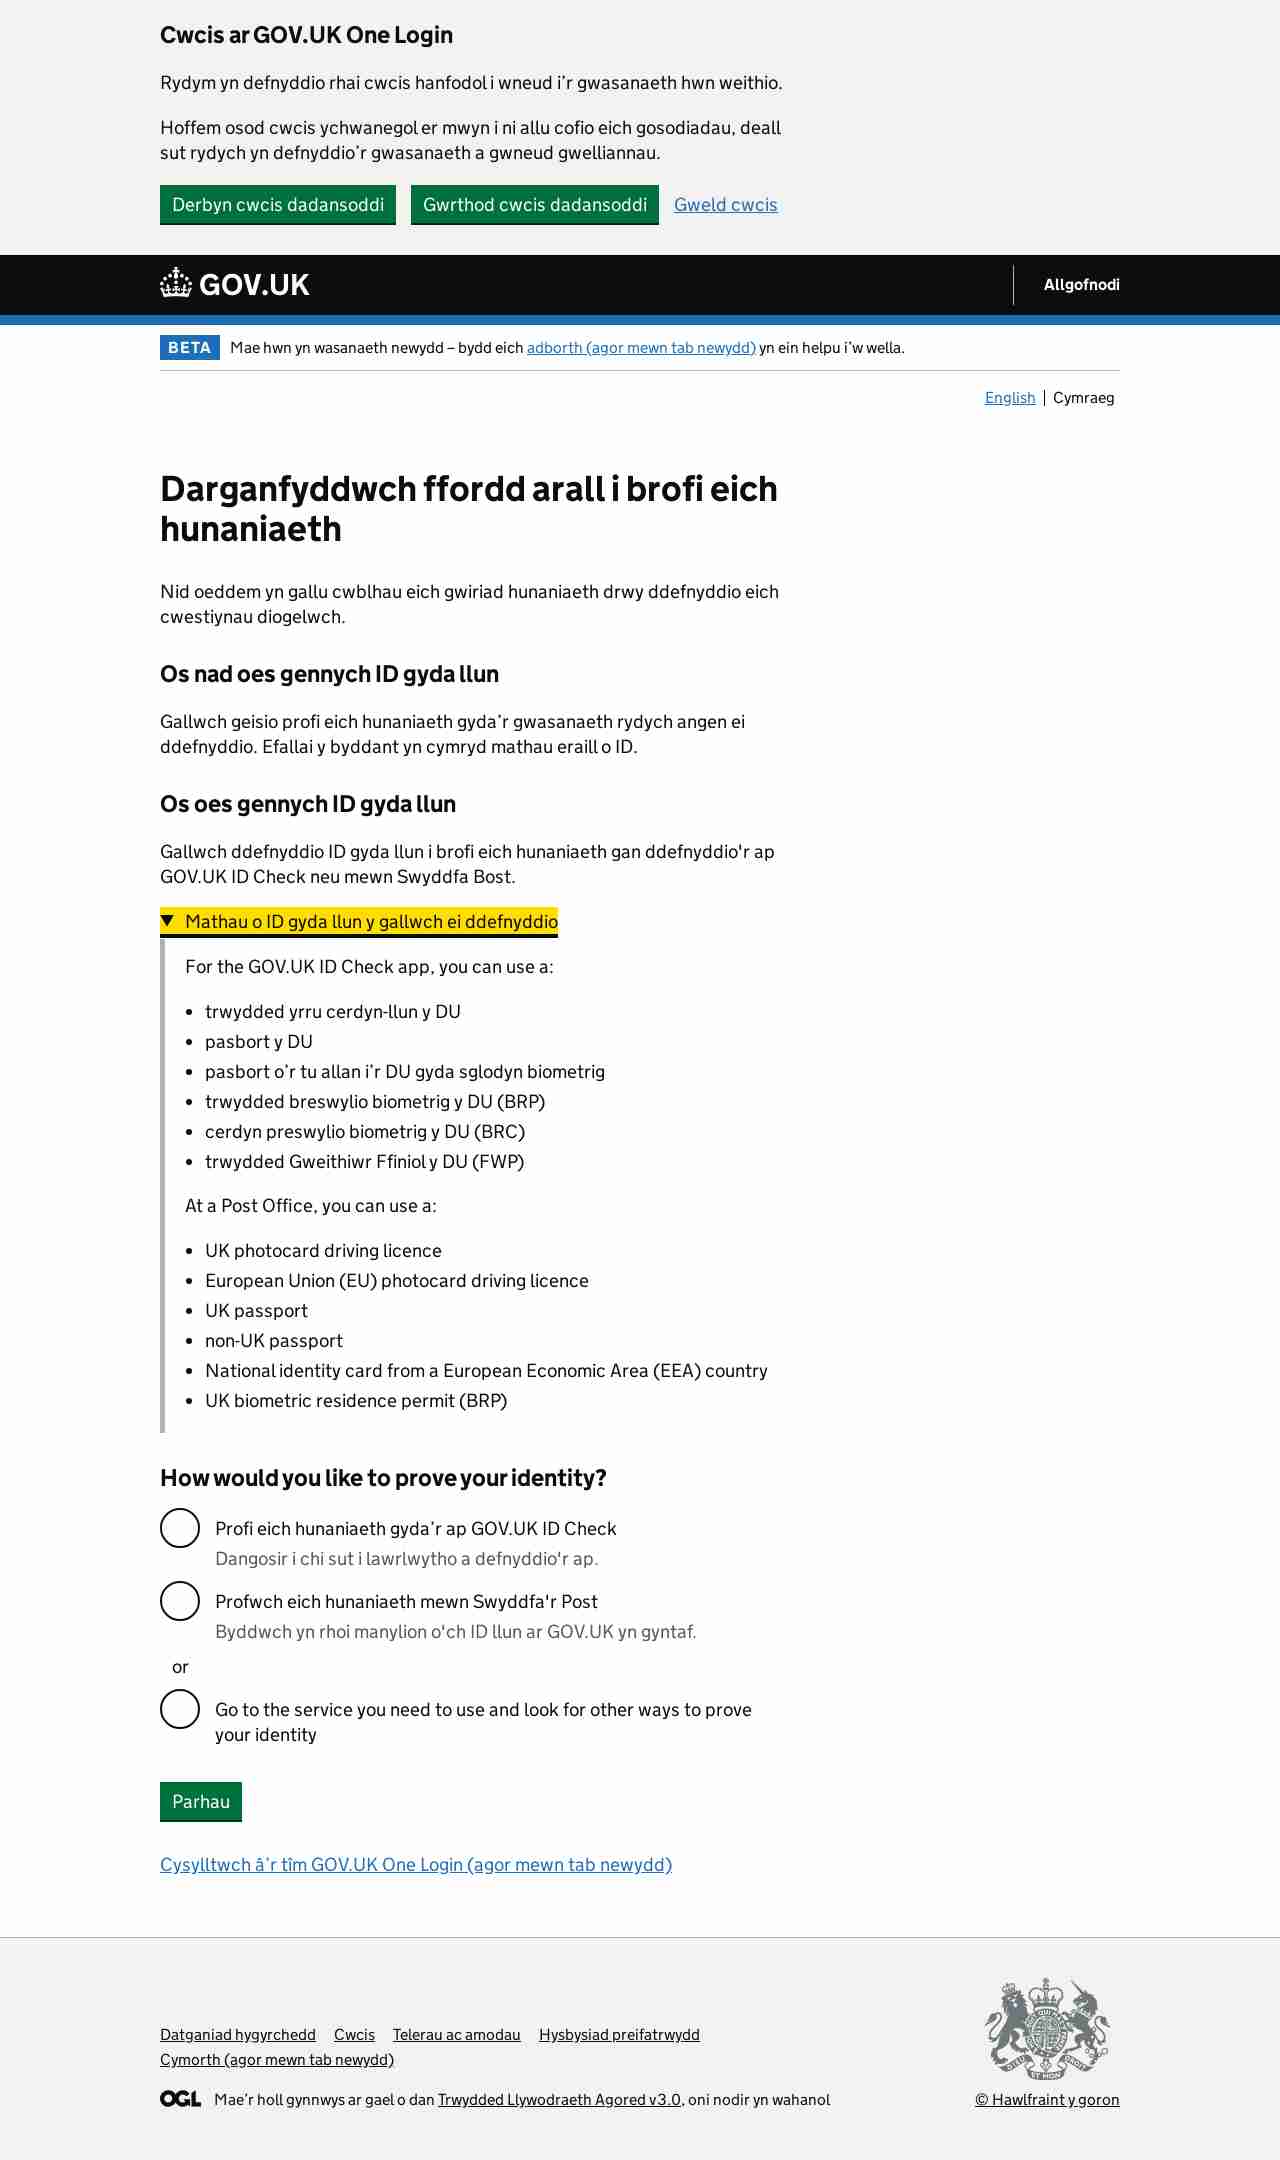 Cwcis ar GOV.UK One Login
Rydym yn defnyddio rhai cwcis hanfodol i wneud i’r gwasanaeth hwn weithio.
Hoffem osod cwcis ychwanegol er mwyn i ni allu cofio eich gosodiadau, deall
sut rydych yn defnyddio’r gwasanaeth a gwneud gwelliannau.
Derbyn cwcis dadansoddi
Gwrthod cwcis dadansoddi
Gweld cwcis
GOV.UK
Allgofnodi
BETA
Mae hwn yn wasanaeth newydd – bydd eich adborth (agor mewn tab newydd) yn ein helpu i’w wella.
English
Cymraeg
Darganfyddwch ffordd arall i brofi eich
hunaniaeth
Nid oeddem yn gallu cwblhau eich gwiriad hunaniaeth drwy ddefnyddio eich
cwestiynau diogelwch.
Os nad oes gennych ID gyda llun
Gallwch geisio profi eich hunaniaeth gyda’r gwasanaeth rydych angen ei
ddefnyddio. Efallai y byddant yn cymryd mathau eraill o ID.
Os oes gennych ID gyda llun
Gallwch ddefnyddio ID gyda llun i brofi eich hunaniaeth gan ddefnyddio'r ap
GOV.UK ID Check neu mewn Swyddfa Bost.
Mathau o ID gyda llun y gallwch ei ddefnyddio
For the GOV.UK ID Check app, you can use a:
• trwydded yrru cerdyn-llun y DU
• pasbort y DU
• pasbort o’r tu allan i’r DU gyda sglodyn biometrig
• trwydded breswylio biometrig y DU (BRP)
• cerdyn preswylio biometrig y DU (BRC)
• trwydded Gweithiwr Ffiniol y DU (FWP)
At a Post Office, you can use a:
• UK photocard driving licence
• European Union (EU) photocard driving licence
• UK passport
• non-UK passport
• National identity card from a European Economic Area (EEA) country
• UK biometric residence permit (BRP)
How would you like to prove your identity?
Profi eich hunaniaeth gyda’r ap GOV.UK ID Check
Dangosir i chi sut i lawrlwytho a defnyddio'r ap.
Profwch eich hunaniaeth mewn Swyddfa'r Post
Byddwch yn rhoi manylion o'ch ID llun ar GOV.UK yn gyntaf.
or
Go to the service you need to use and look for other ways to prove
your identity
Parhau
Cysylltwch â’r tîm GOV.UK One Login (agor mewn tab newydd)
Datganiad hygyrchedd
Cwcis
Telerau ac amodau
Hysbysiad preifatrwydd
Cymorth (agor mewn tab newydd)
OGL
Mae’r holl gynnwys ar gael o dan Trwydded Llywodraeth Agored v3.0, oni nodir yn wahanol
© Hawlfraint y goron